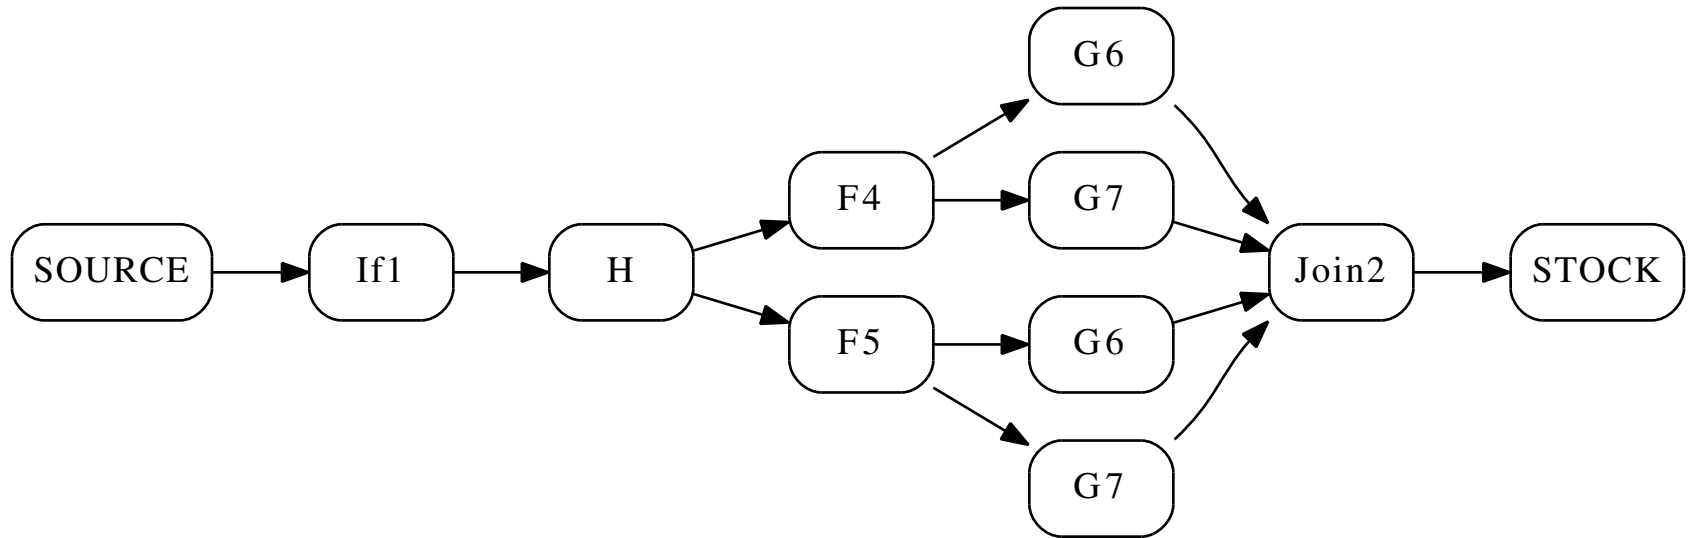 SOURCE
If1
H
F4
F5
G6
G7
G6
G7
Join2
STOCK